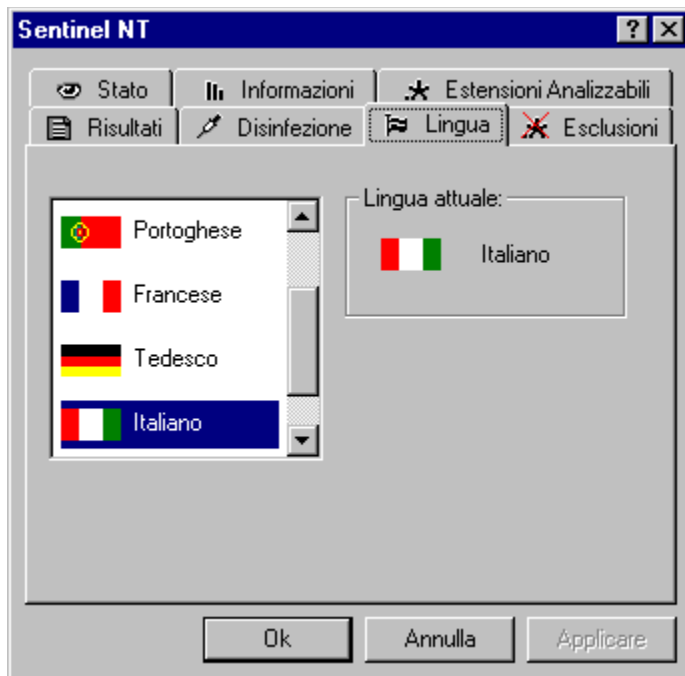 Sentinel NT
Stato
Informazioni
Estensioni Analizzabili
Risultati
Disinfezione
Lingua
Esclusioni
Portoghese
Francese
Tedesco
Italiano
Lingua attuale:
Italiano
Ok
Annulla
Applicare